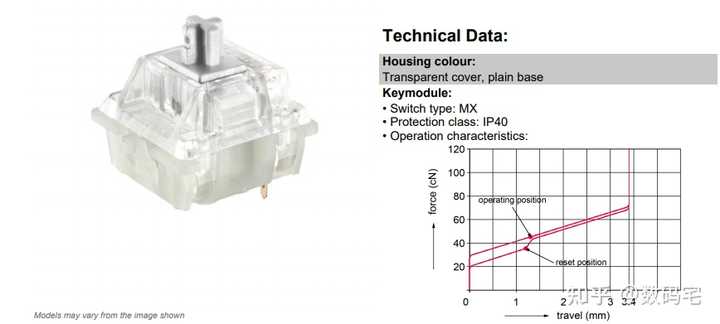 Technical Data:
Housing colour:
Transparent cover, plain base
Keymodule:
• Switch type: MX
• Protection class: IP40
• Operation characteristics:
120
100
80
60
40
20
force (cN)
operating position
reset position
0 1 2 3 3.4
travel (mm)
Models may vary from the image shown
知乎 @数码宅